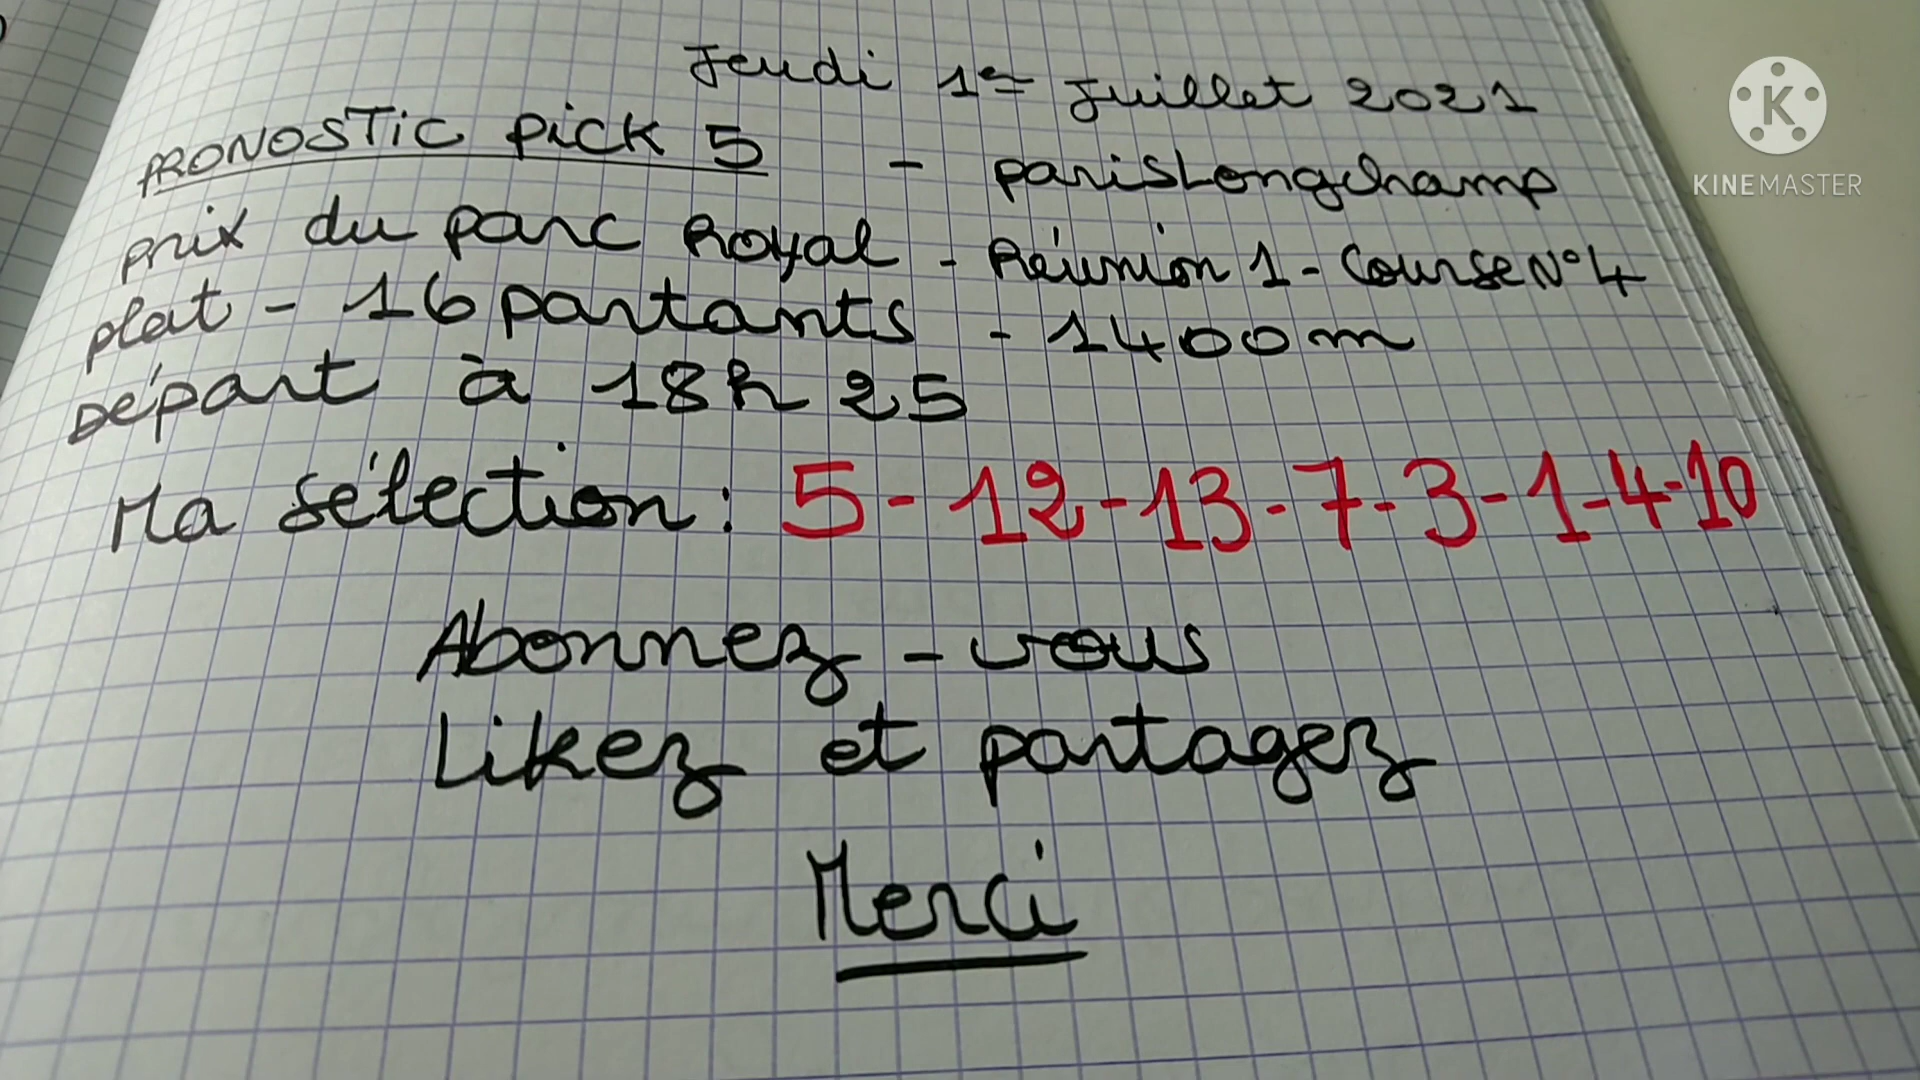 Jeudi 1er Juillet 2021
PRONOSTIC PICK 5 - parisLongchamp
prix du parc Royal - Réunion 1 - Course N°4
plat - 16 partants - 1400m
Départ à 18h25
Ma sélection : 5 - 12 - 13 - 7 - 3 - 1 - 4 - 10
Abonnez - vous
Likez et partagez
Merci
K
KINEMASTER